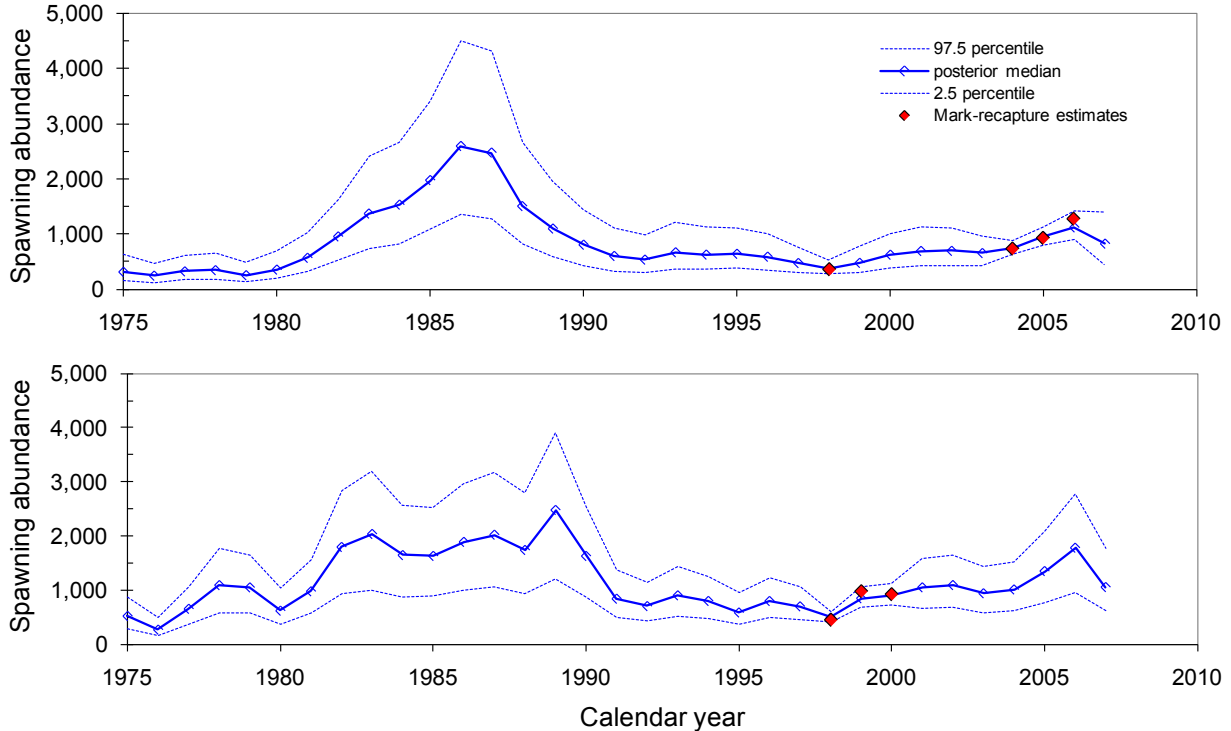 5,000
4,000
3,000
2,000
1,000
0
Spawning abundance
97.5 percentile
posterior median
2.5 percentile
Mark-recapture estimates
1975 1980 1985 1990 1995 2000 2005 2010
5,000
4,000
3,000
2,000
1,000
0
Spawning abundance
1975 1980 1985 1990 1995 2000 2005 2010
Calendar year